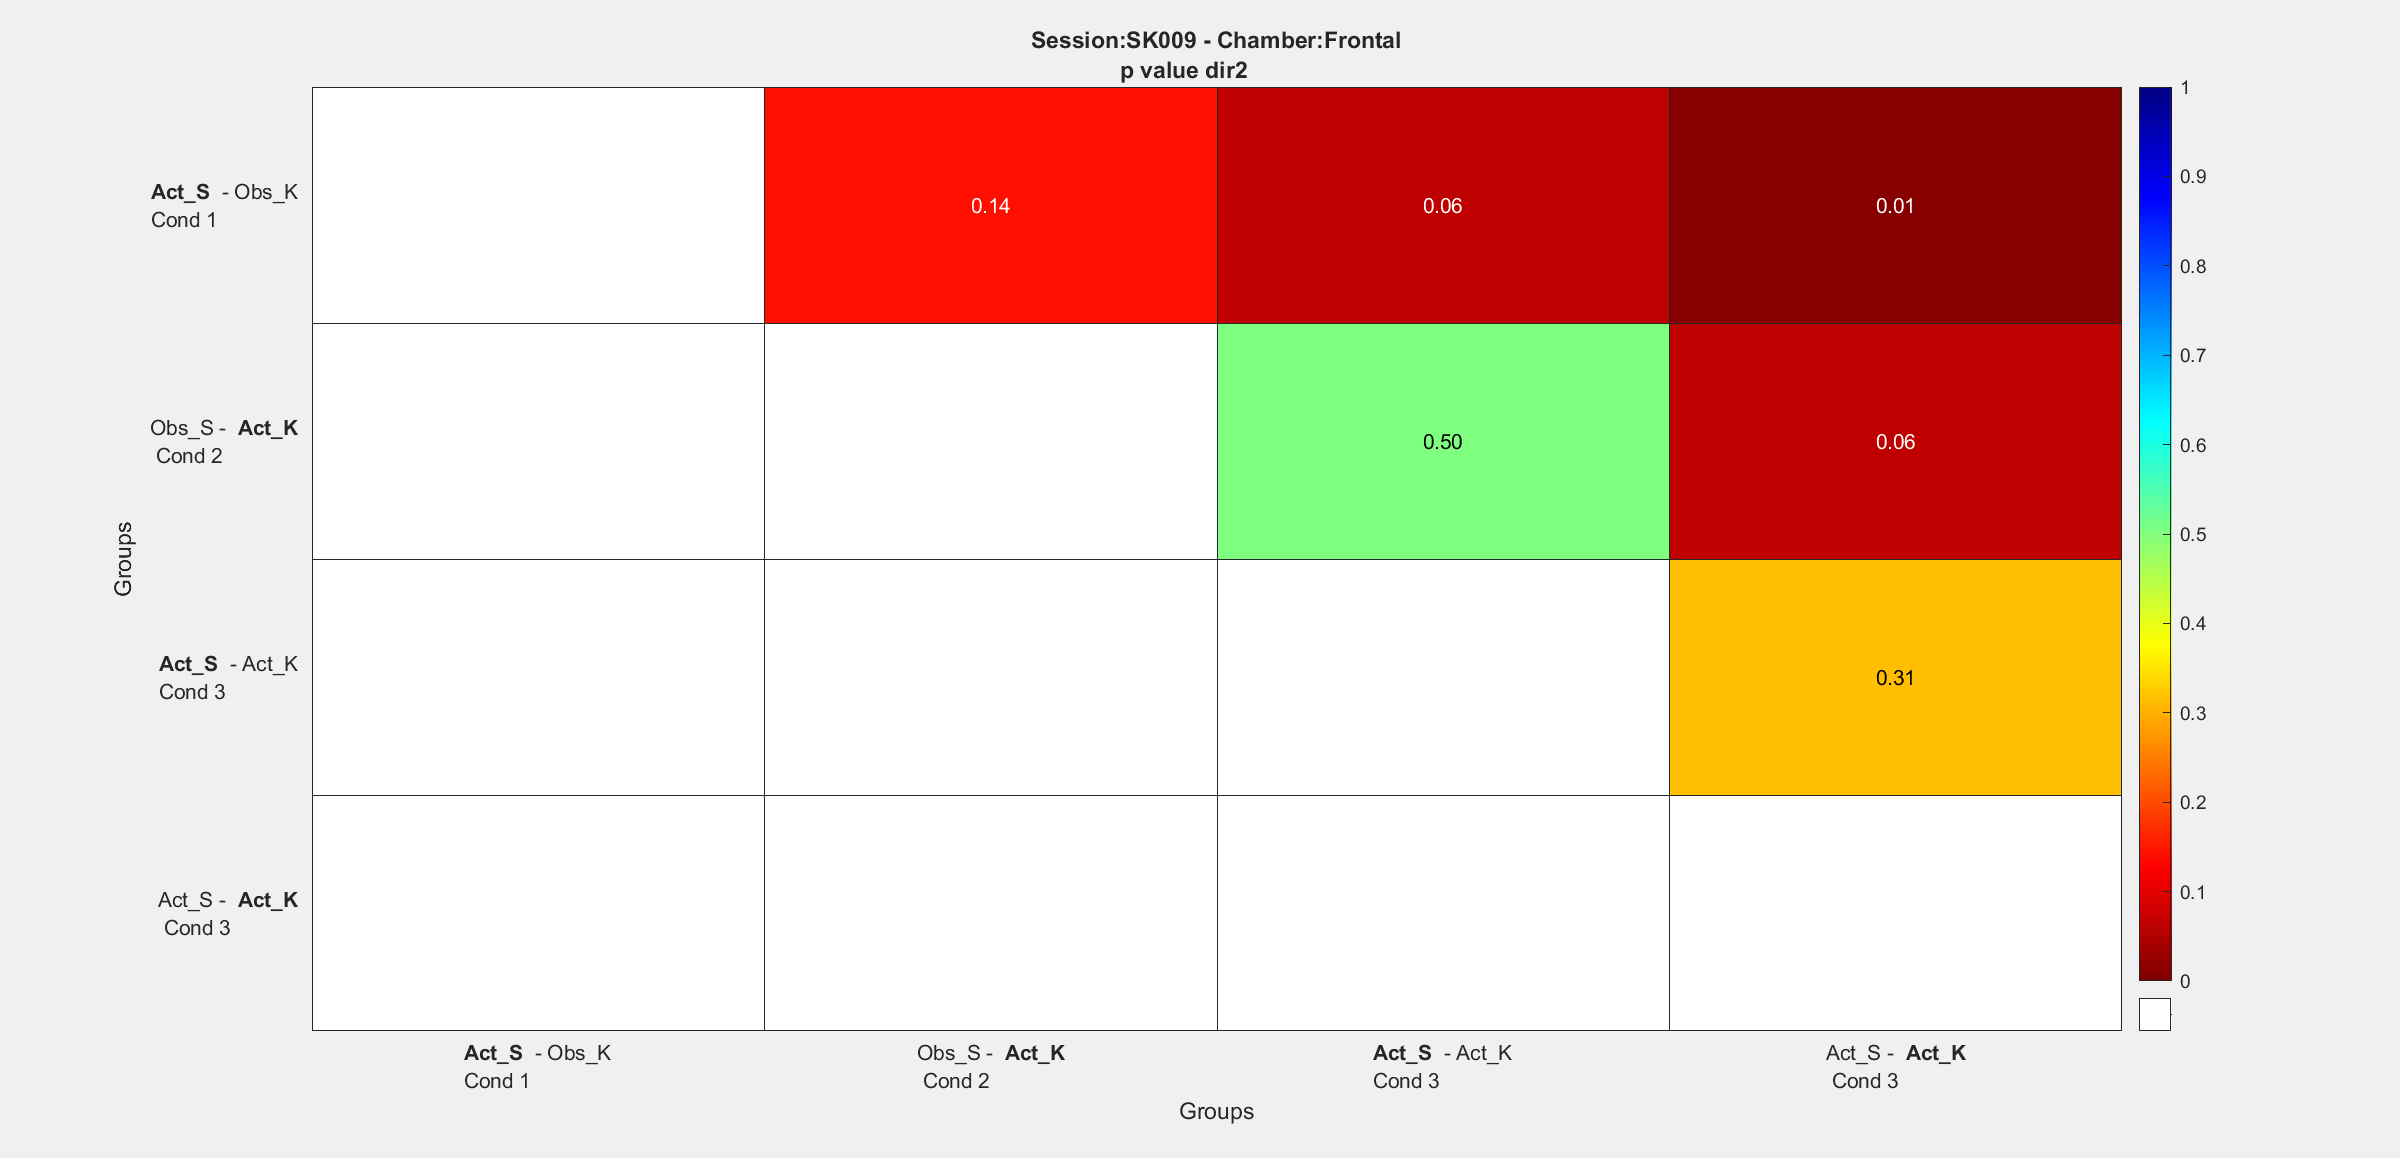 Session:SK009 - Chamber:Frontal
p value dir2
Act_S - Obs_K
Cond 1
0.14
0.06
0.01
Obs_S - Act_K
Cond 2
0.50
0.06
Act_S - Act_K
Cond 3
0.31
Act_S - Act_K
Cond 3
Groups
Act_S - Obs_K
Cond 1
Obs_S - Act_K
Cond 2
Act_S - Act_K
Cond 3
Act_S - Act_K
Cond 3
Groups
1
0.9
0.8
0.7
0.6
0.5
0.4
0.3
0.2
0.1
0